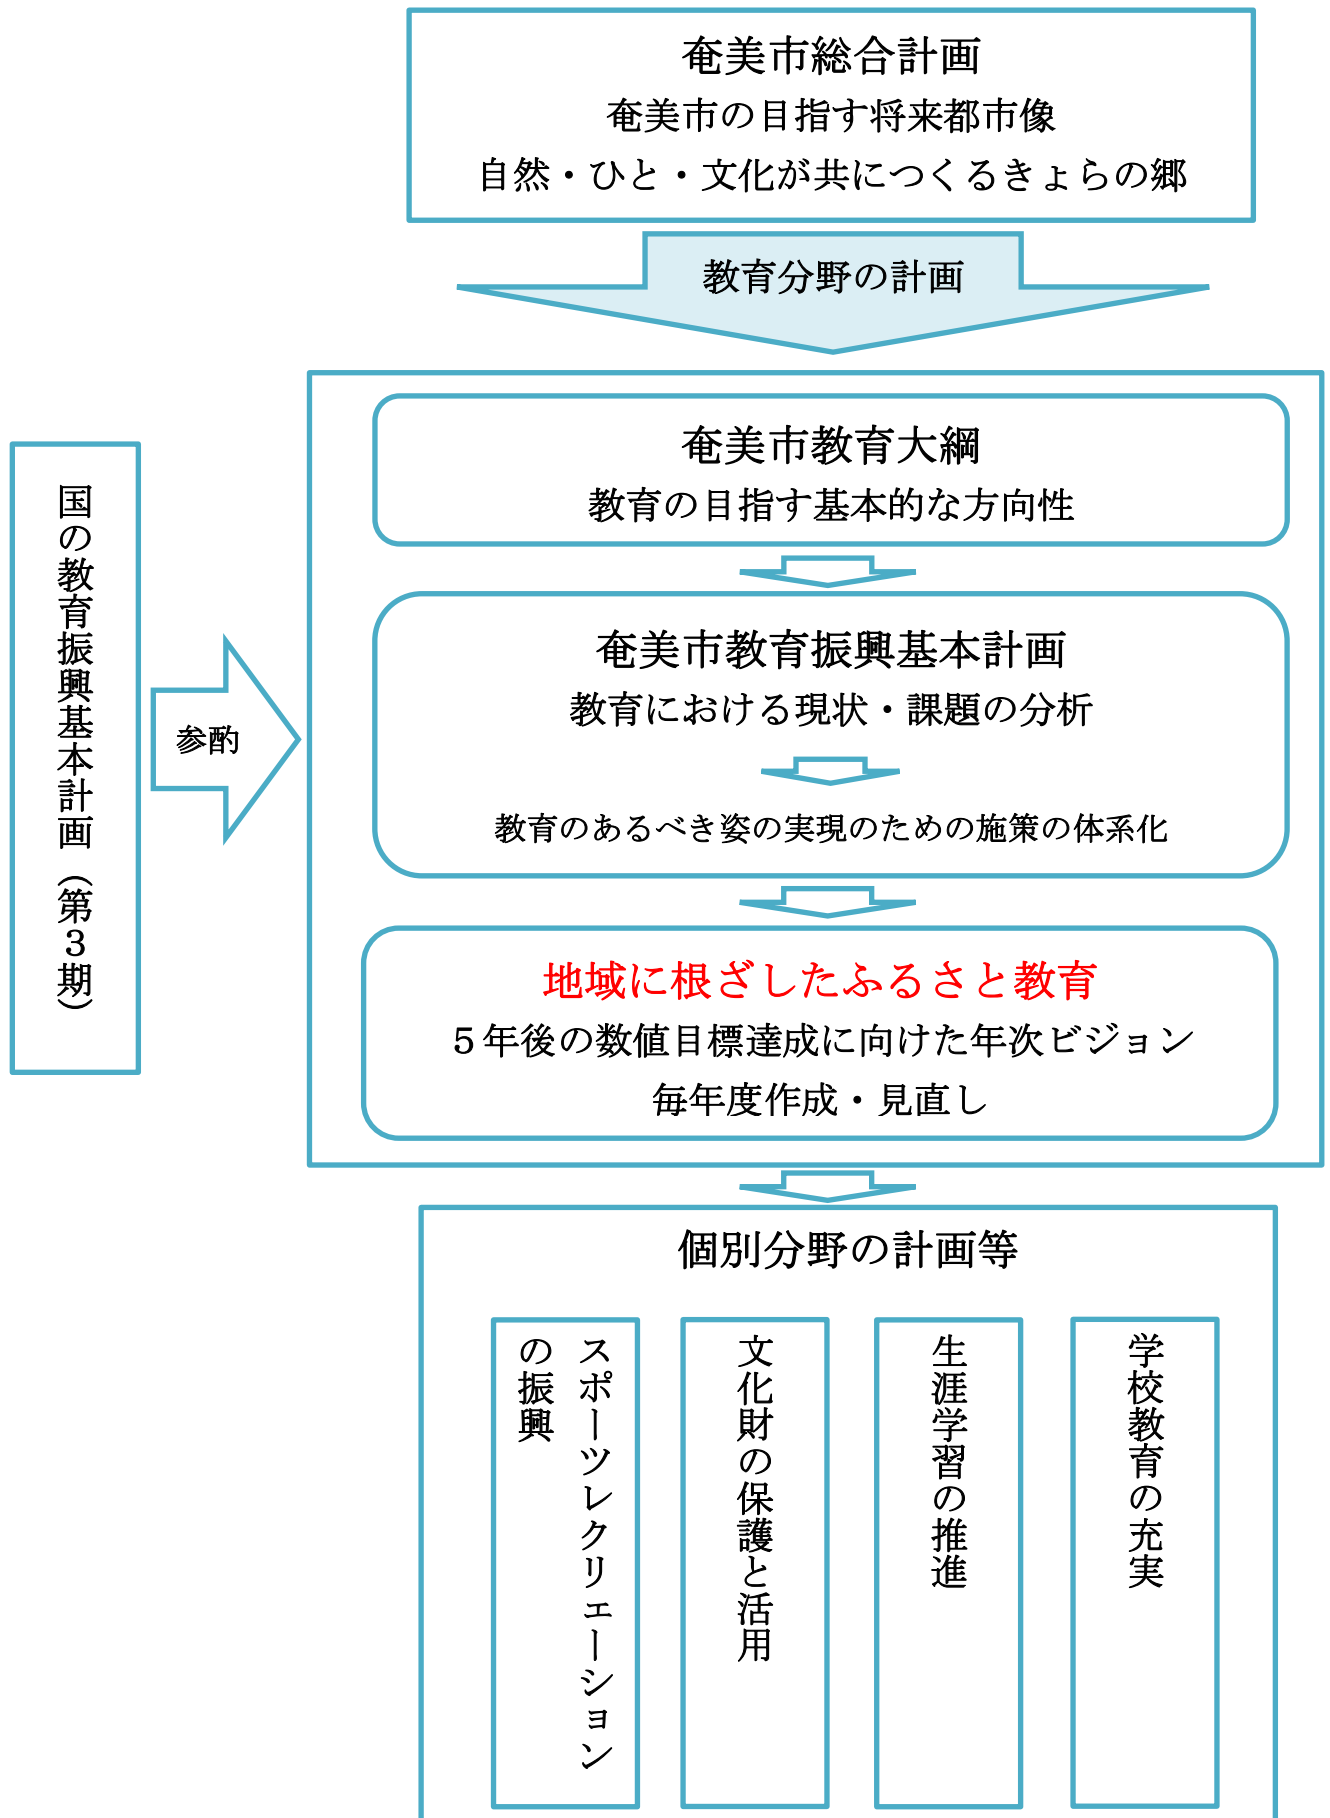 奄美市総合計画
奄美市の目指す将来都市像
自然・ひと・文化が共につくるきょらの郷
教育分野の計画
国の教育振興基本計画（第３期）
参酌
奄美市教育大綱
教育の目指す基本的な方向性
奄美市教育振興基本計画
教育における現状・課題の分析
教育のあるべき姿の実現のための施策の体系化
地域に根ざしたふるさと教育
５年後の数値目標達成に向けた年次ビジョン
毎年度作成・見直し
個別分野の計画等
学校教育の充実
生涯学習の推進
文化財の保護と活用
スポーツレクリエーション
の振興